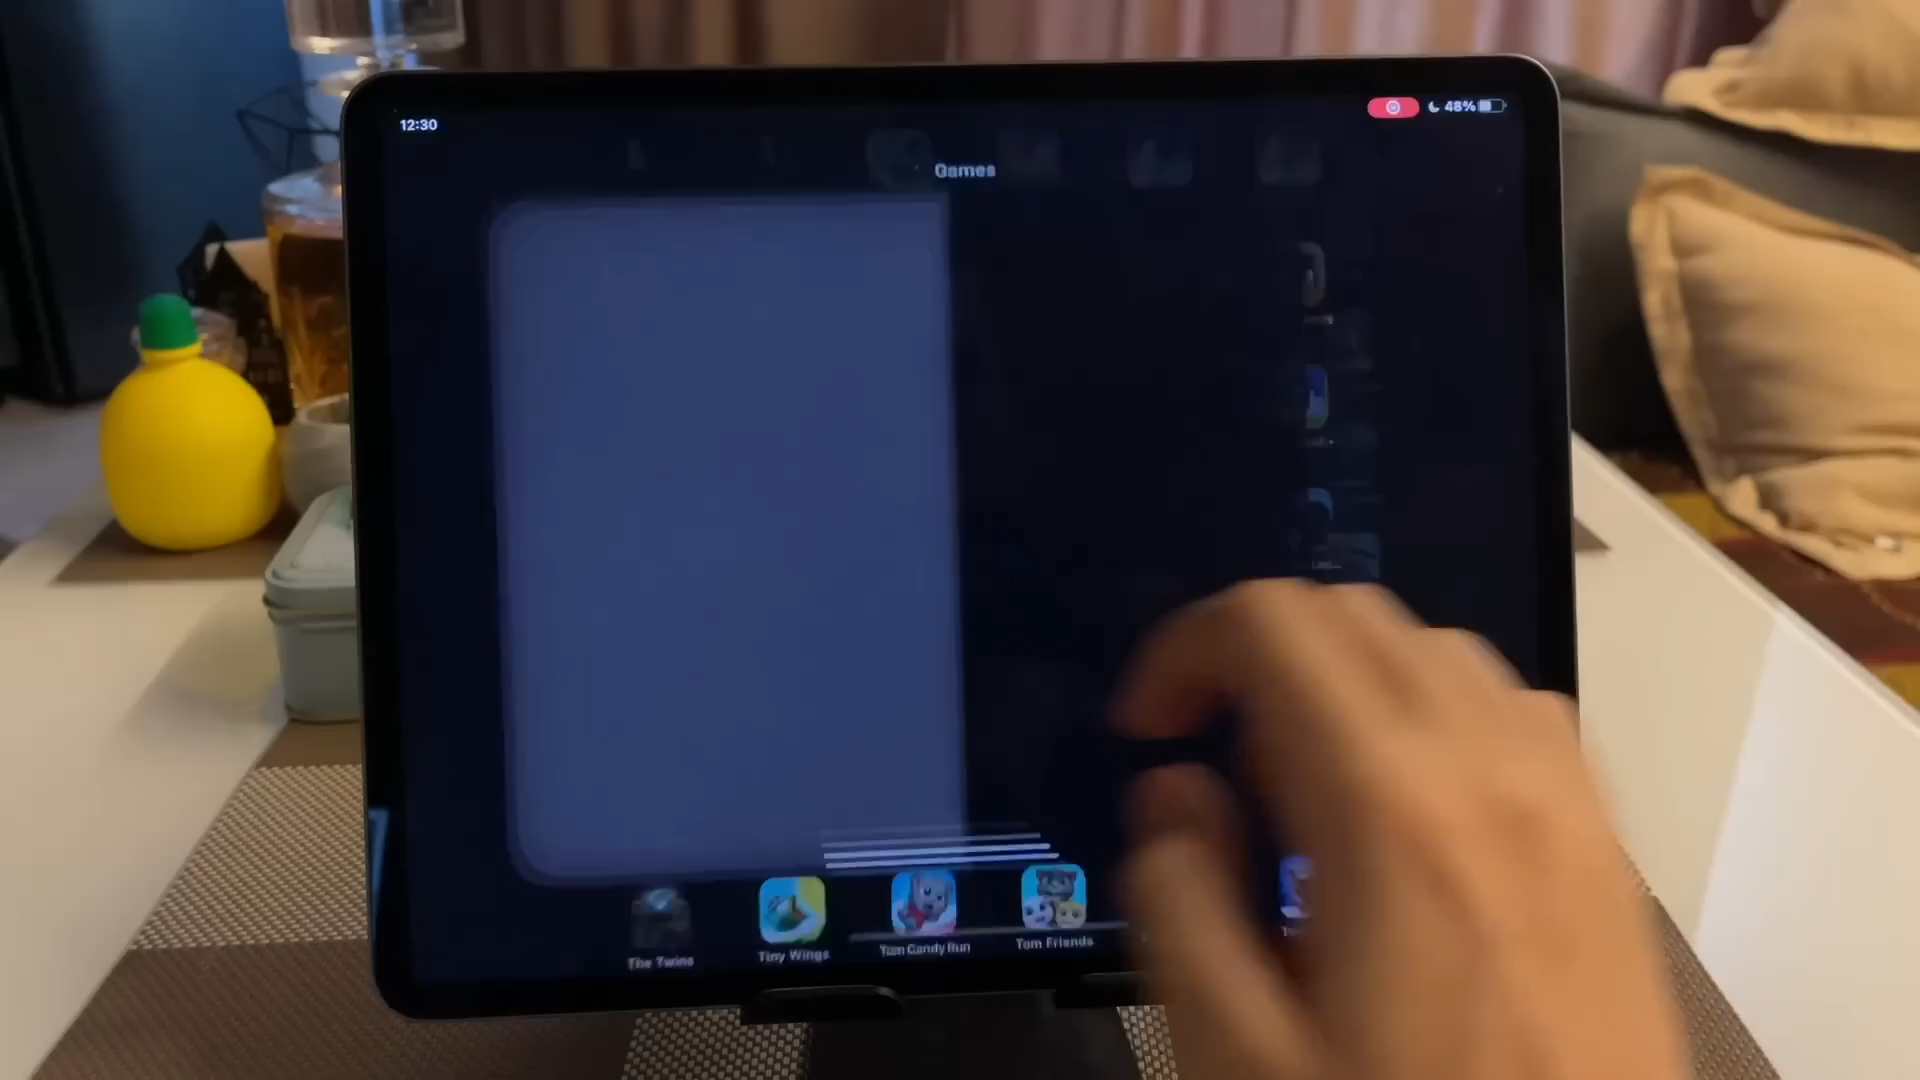 12:30
48%
Games
The Twins
Tiny Wings
Tom Candy Run
Tom Friends